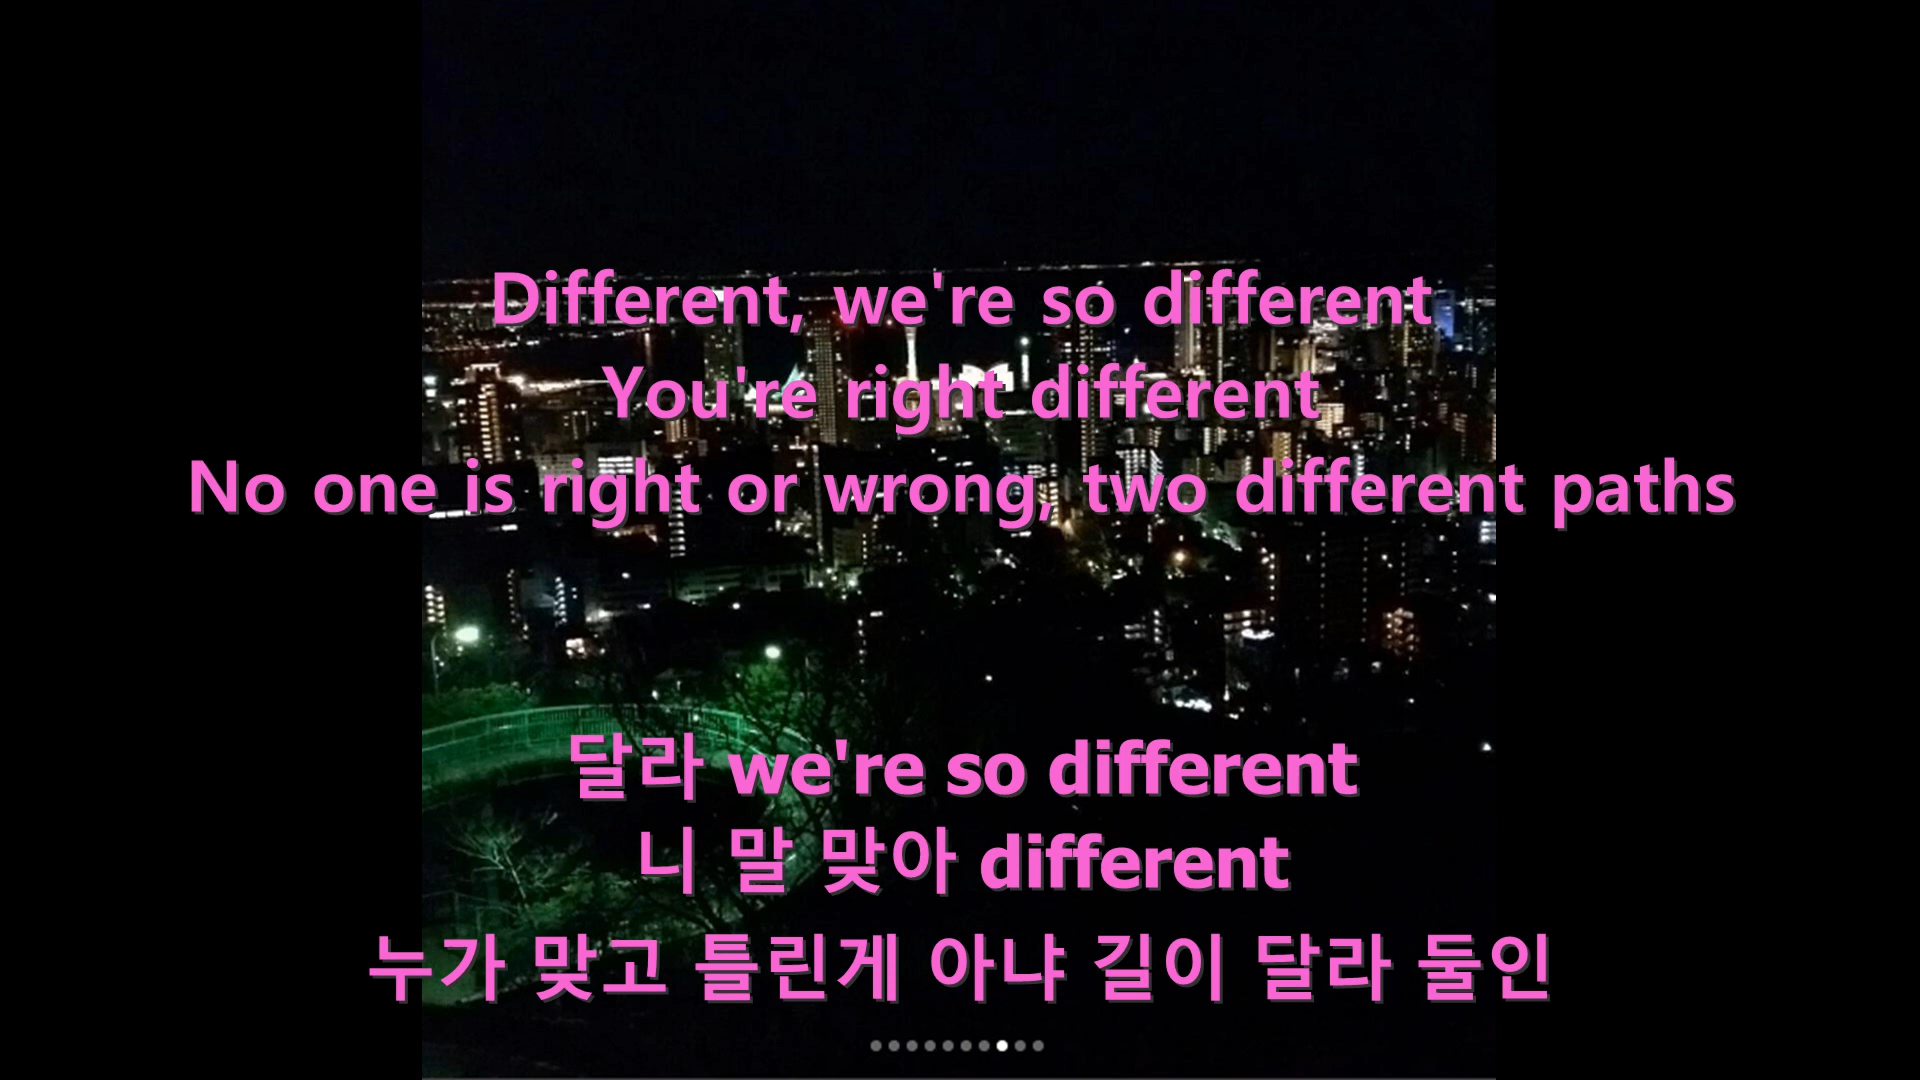 Different, we're so different
You're right different
No one is right or wrong, two different paths
달라 we're so different
니 말 맞아 different
누가 맞고 틀린게 아냐 길이 달라 둘인